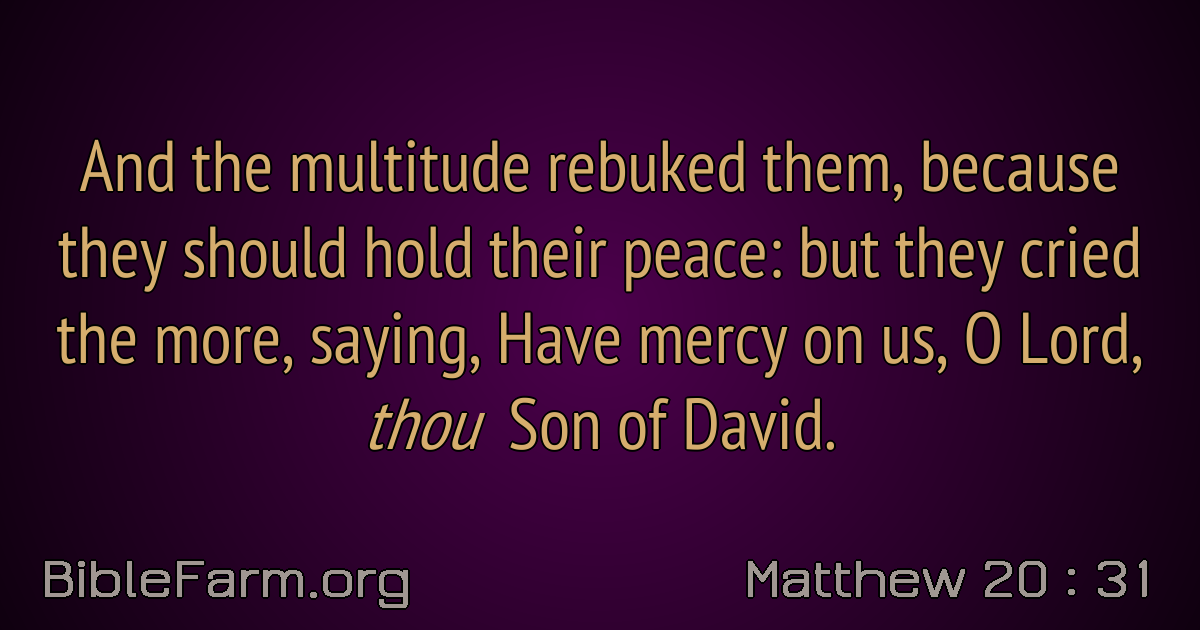 And the multitude rebuked them, because
they should hold their peace: but they cried
the more, saying, Have mercy on us, O Lord,
thou Son of David.
BibleFarm.org
Matthew 20 : 31